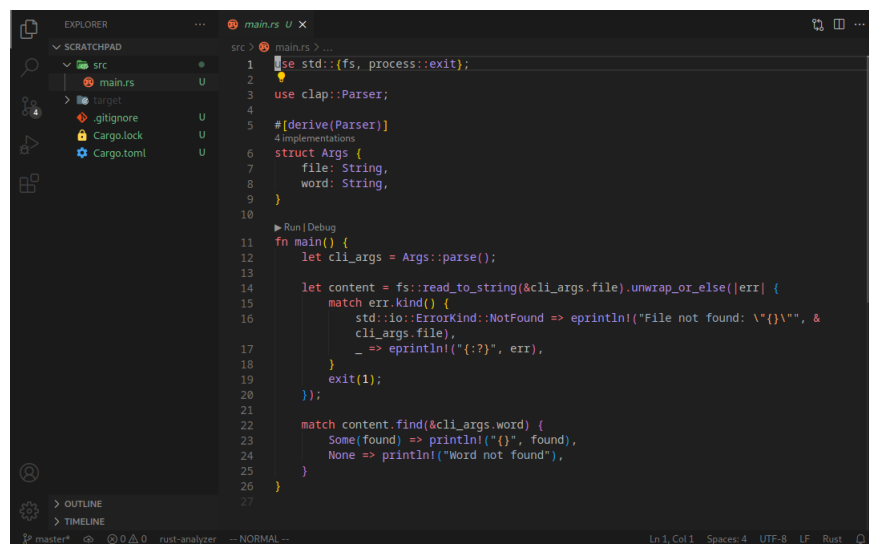 EXPLORER
SCRATCHPAD
src
main.rs U
target
.gitignore U
Cargo.lock U
Cargo.toml U
OUTLINE
TIMELINE
4
main.rs U
src > main.rs > ...
1 use std::{fs, process::exit};
2
3 use clap::Parser;
4
5 #[derive(Parser)]
4 implementations
6 struct Args {
7 file: String,
8 word: String,
9 }
10
▶ Run | Debug
11 fn main() {
12 let cli_args = Args::parse();
13
14 let content = fs::read_to_string(&cli_args.file).unwrap_or_else(|err| {
15 match err.kind() {
16 std::io::ErrorKind::NotFound => eprintln!("File not found: \"{}\"", &
cli_args.file),
17 _ => eprintln!("{:?}", err),
18 }
19 exit(1);
20 });
21
22 match content.find(&cli_args.word) {
23 Some(found) => println!("{}", found),
24 None => println!("Word not found"),
25 }
26 }
27
master* 0 0 rust-analyzer -- NORMAL -- Ln 1, Col 1 Spaces: 4 UTF-8 LF Rust